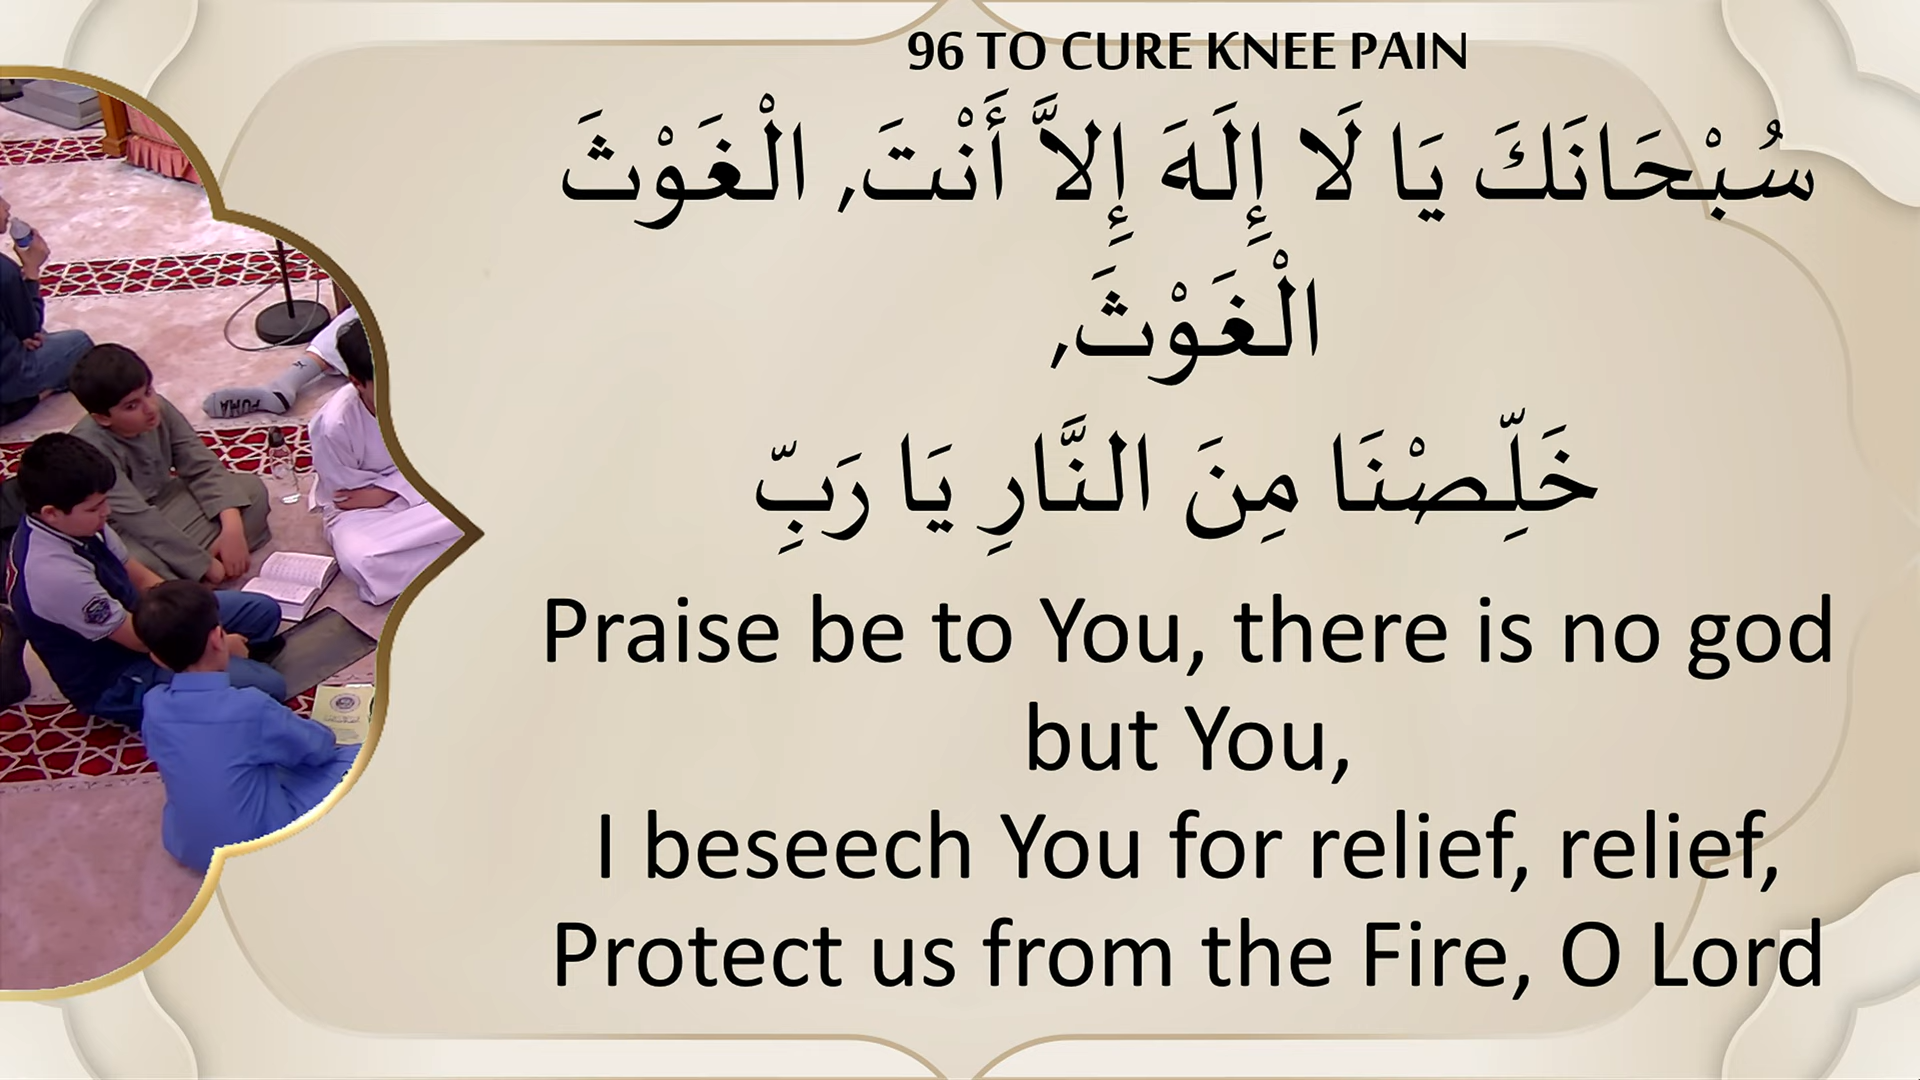 96 TO CURE KNEE PAIN
سُبْحَانَكَ يَا لَا إِلَهَ إِلاَّ أَنْتَ, الْغَوْثَ
الْغَوْثَ,
خَلِّصْنَا مِنَ النَّارِ يَا رَبِّ
Praise be to You, there is no god
but You,
I beseech You for relief, relief,
Protect us from the Fire, O Lord
PUMA